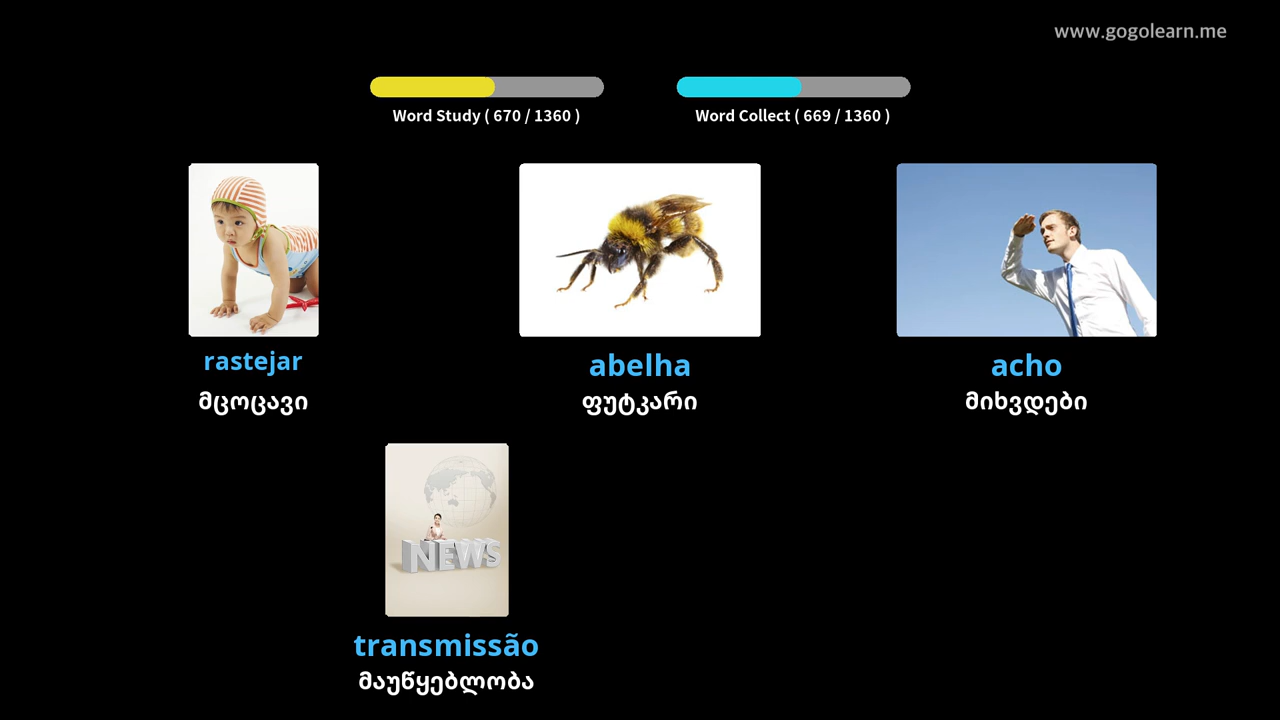 www.gogolearn.me
Word Study ( 670 / 1360 )
Word Collect ( 669 / 1360 )
rastejar
მცოცავი
abelha
ფუტკარი
acho
მიხვდები
NEWS
transmissão
მაუწყებლობა